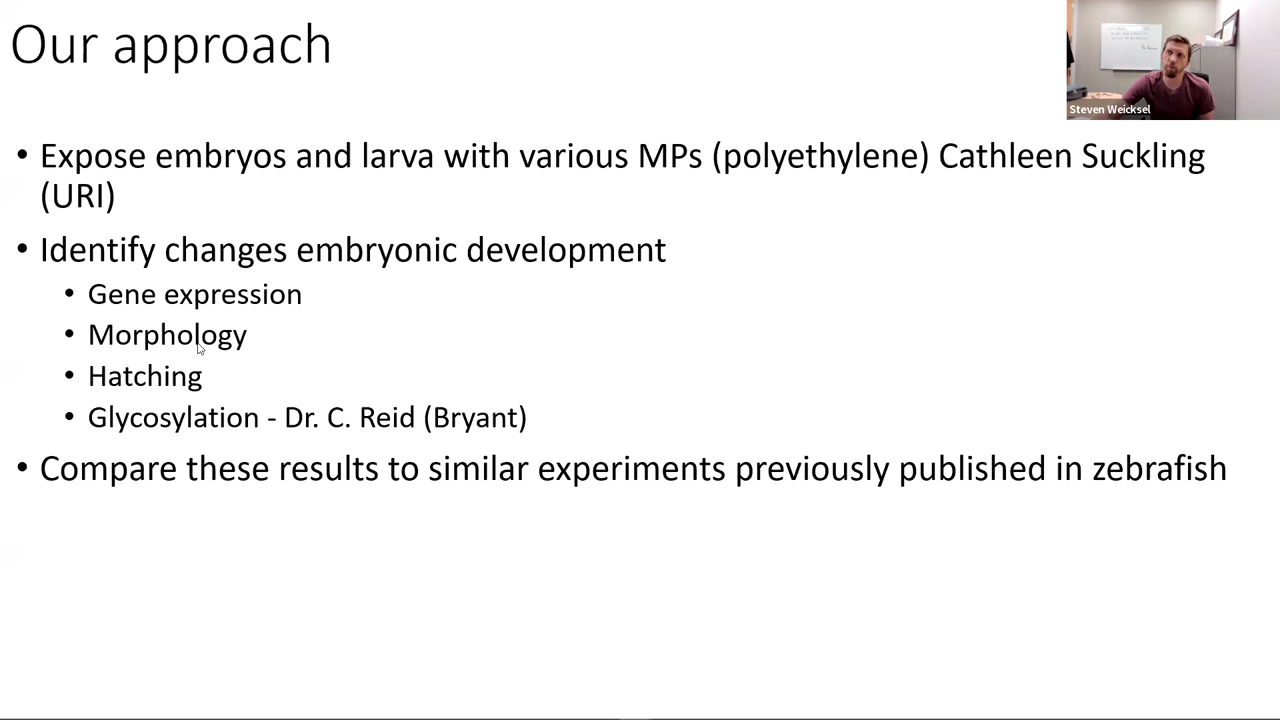 Our approach
Steven Weicksel
• Expose embryos and larva with various MPs (polyethylene) Cathleen Suckling
(URI)
• Identify changes embryonic development
• Gene expression
• Morphology
• Hatching
• Glycosylation - Dr. C. Reid (Bryant)
• Compare these results to similar experiments previously published in zebrafish